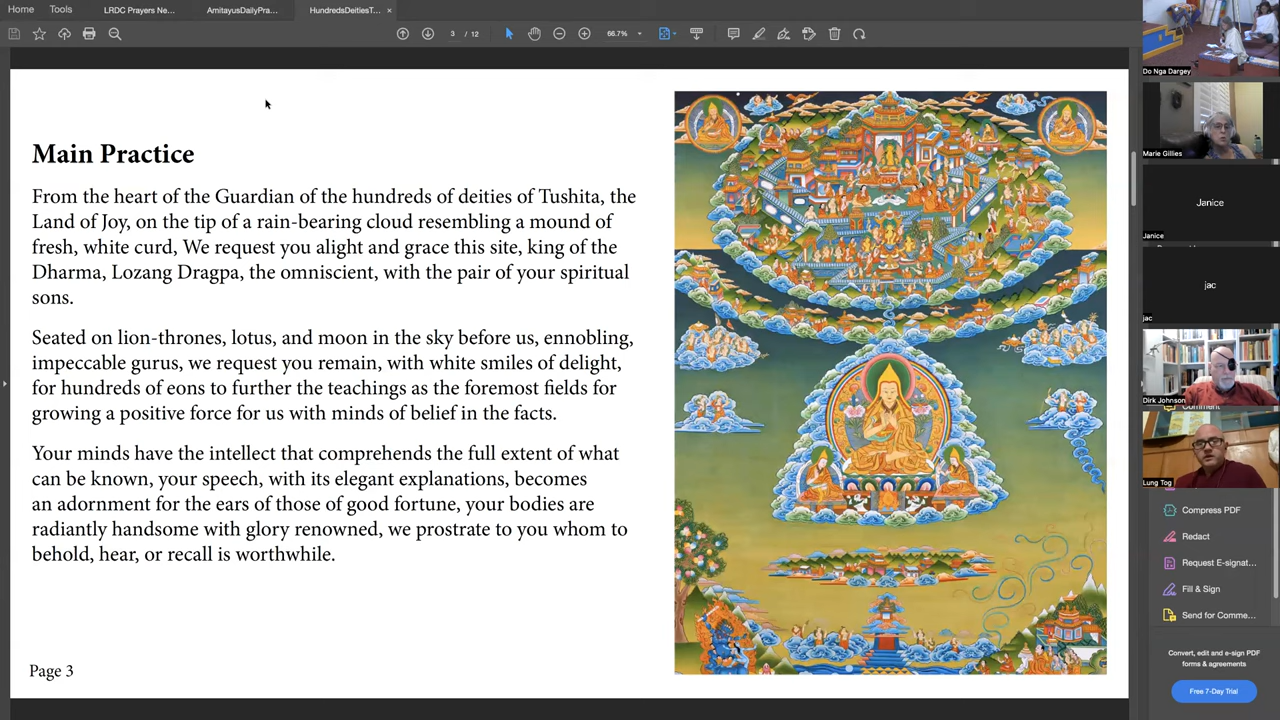 Home
Tools
LRDC Prayers Ne...
AmitayusDailyPra...
HundredsDeitiesT...
3 / 12
66.7%
Main Practice
From the heart of the Guardian of the hundreds of deities of Tushita, the
Land of Joy, on the tip of a rain-bearing cloud resembling a mound of
fresh, white curd, We request you alight and grace this site, king of the
Dharma, Lozang Dragpa, the omniscient, with the pair of your spiritual
sons.
Seated on lion-thrones, lotus, and moon in the sky before us, ennobling,
impeccable gurus, we request you remain, with white smiles of delight,
for hundreds of eons to further the teachings as the foremost fields for
growing a positive force for us with minds of belief in the facts.
Your minds have the intellect that comprehends the full extent of what
can be known, your speech, with its elegant explanations, becomes
an adornment for the ears of those of good fortune, your bodies are
radiantly handsome with glory renowned, we prostrate to you whom to
behold, hear, or recall is worthwhile.
Page 3
Do Nga Dargey
Marie Gillies
Janice
Janice
jac
jac
Dirk Johnson
Comment
Lung Tog
Compress PDF
Redact
Request E-signat...
Fill & Sign
Send for Comme...
Convert, edit and e-sign PDF
forms & agreements
Free 7-Day Trial